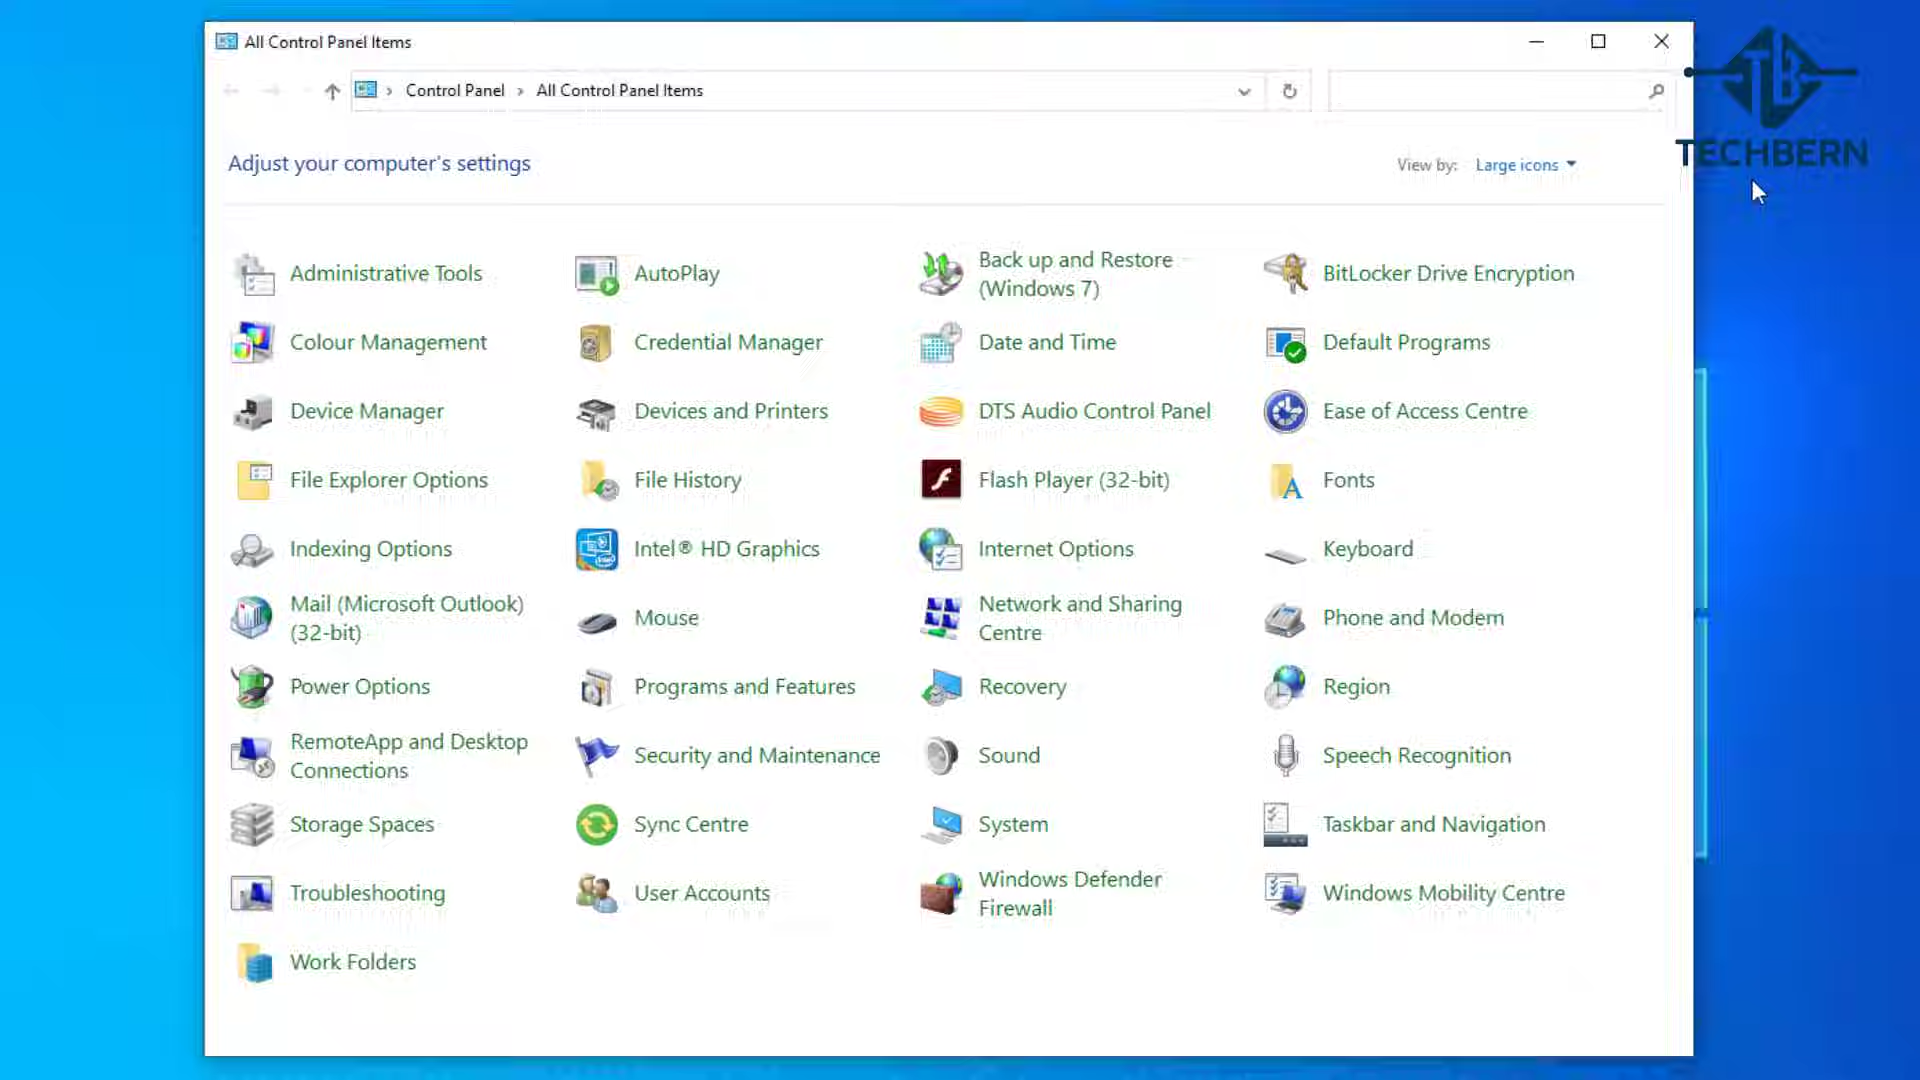 All Control Panel Items
Control Panel › All Control Panel Items
TECHBERN
Adjust your computer's settings
View by: Large icons
Administrative Tools
AutoPlay
Back up and Restore
(Windows 7)
BitLocker Drive Encryption
Colour Management
Credential Manager
Date and Time
Default Programs
Device Manager
Devices and Printers
DTS Audio Control Panel
Ease of Access Centre
File Explorer Options
File History
Flash Player (32-bit)
Fonts
Indexing Options
Intel® HD Graphics
Internet Options
Keyboard
Mail (Microsoft Outlook)
(32-bit)
Mouse
Network and Sharing
Centre
Phone and Modem
Power Options
Programs and Features
Recovery
Region
RemoteApp and Desktop
Connections
Security and Maintenance
Sound
Speech Recognition
Storage Spaces
Sync Centre
System
Taskbar and Navigation
Troubleshooting
User Accounts
Windows Defender
Firewall
Windows Mobility Centre
Work Folders